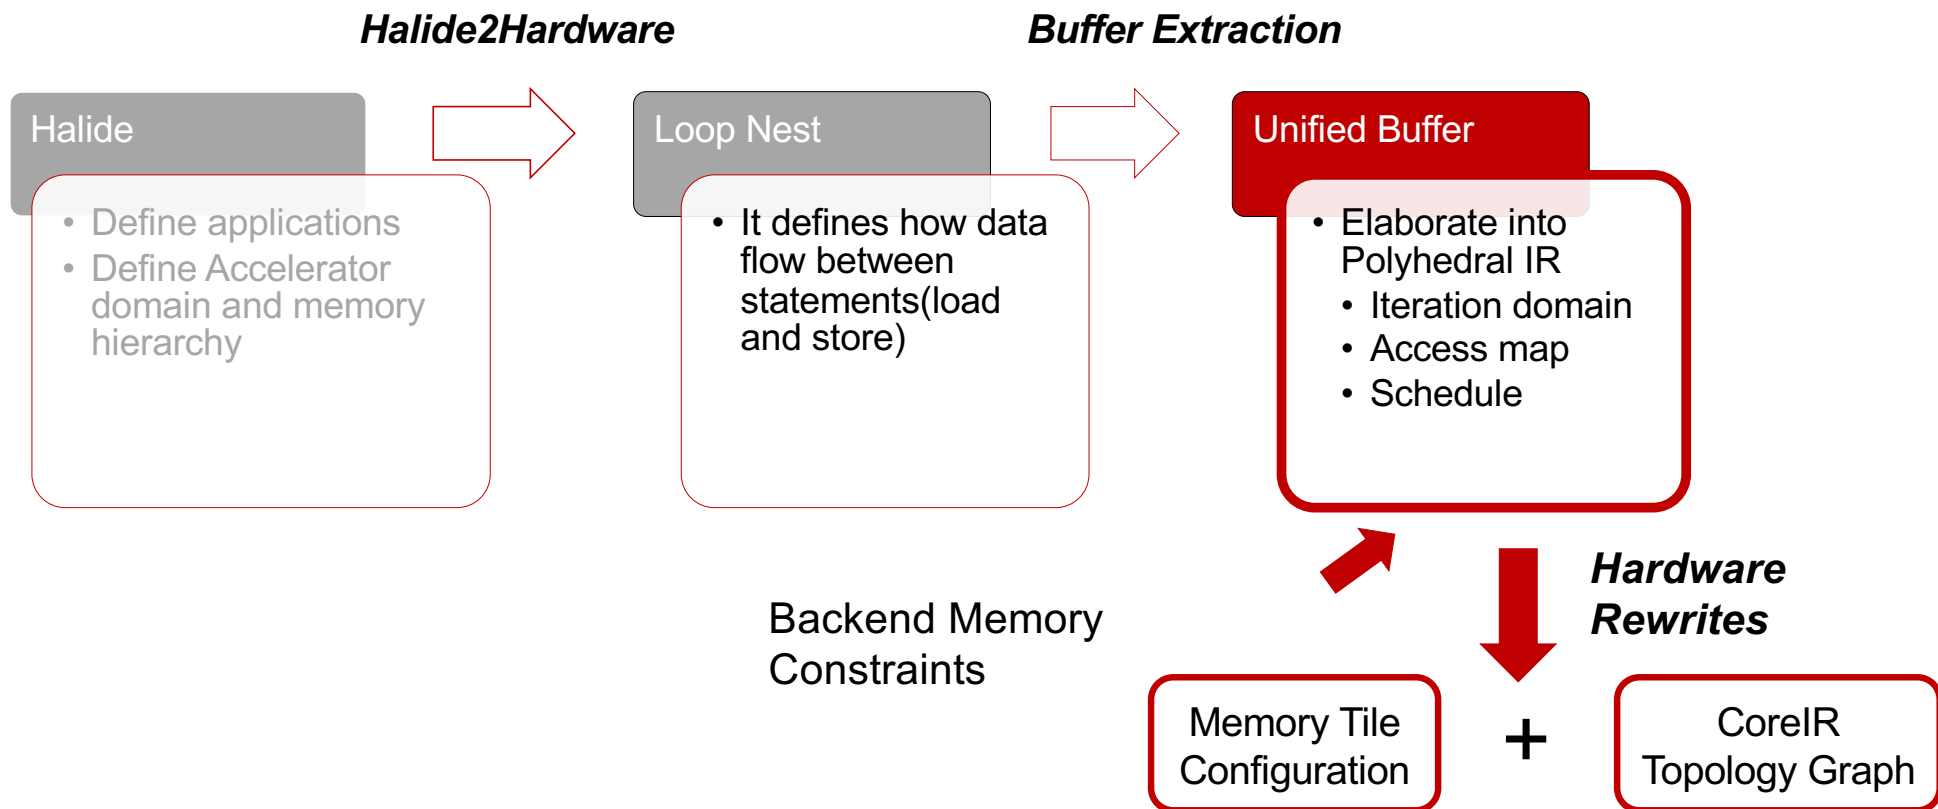 Halide2Hardware
Buffer Extraction
Halide
• Define applications
• Define Accelerator
domain and memory
hierarchy
Loop Nest
• It defines how data
flow between
statements(load
and store)
Unified Buffer
• Elaborate into
Polyhedral IR
• Iteration domain
• Access map
• Schedule
Backend Memory
Constraints
Hardware
Rewrites
Memory Tile
Configuration
+
CoreIR
Topology Graph